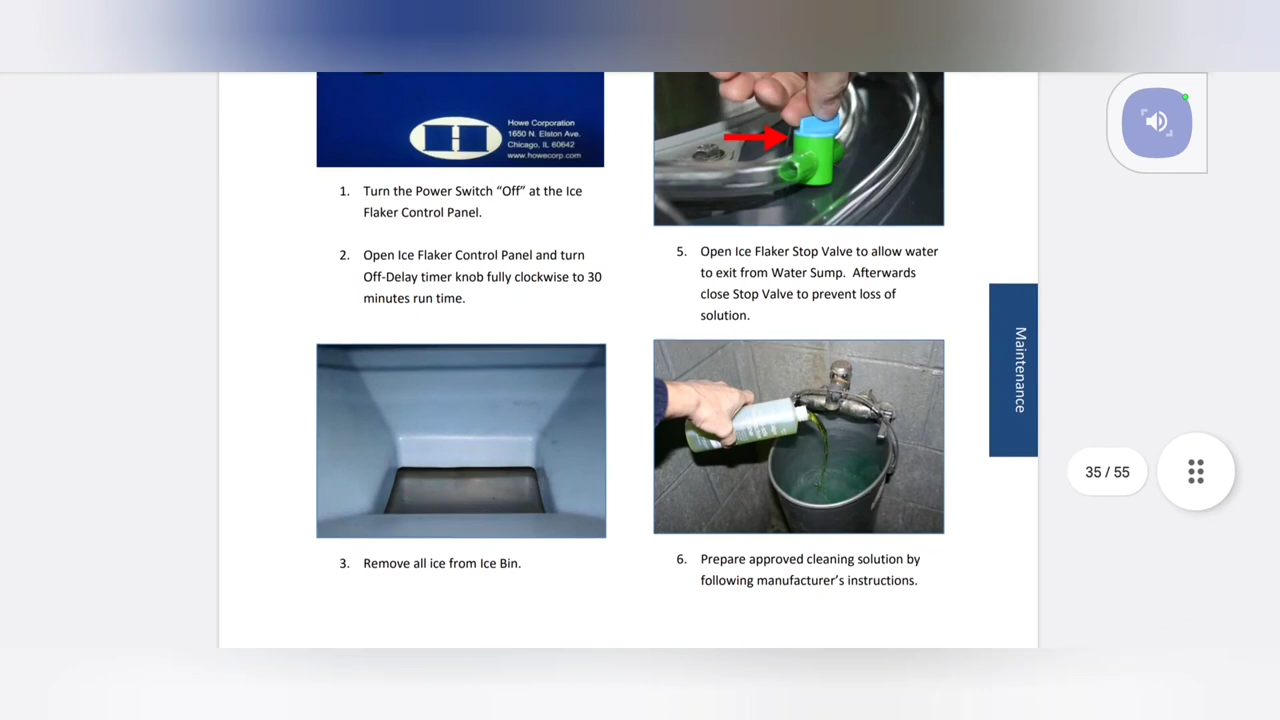 Howe Corporation
1650 N. Elston Ave.
Chicago, IL 60642
www.howecorp.com
1. Turn the Power Switch “Off” at the Ice
Flaker Control Panel.
2. Open Ice Flaker Control Panel and turn
Off-Delay timer knob fully clockwise to 30
minutes run time.
3. Remove all ice from Ice Bin.
5. Open Ice Flaker Stop Valve to allow water
to exit from Water Sump.  Afterwards
close Stop Valve to prevent loss of
solution.
6. Prepare approved cleaning solution by
following manufacturer’s instructions.
Maintenance
35 / 55